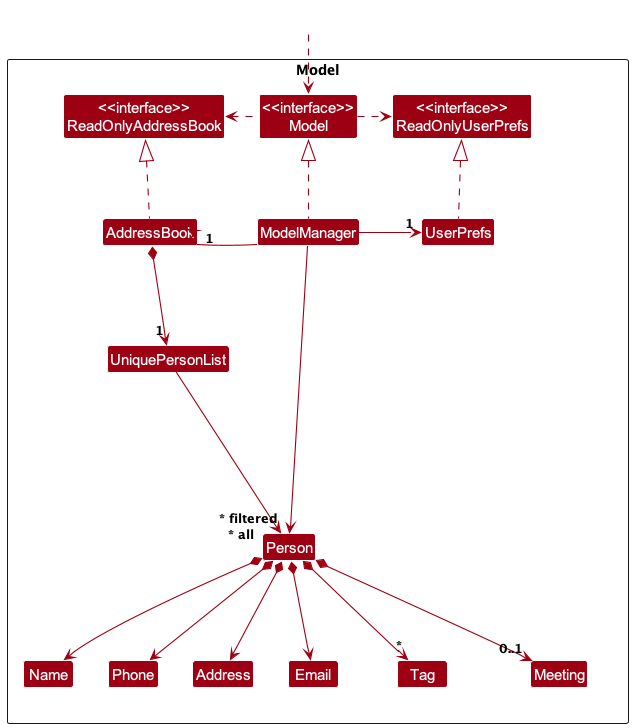 Model
<<interface>>
ReadOnlyAddressBook
<<interface>>
Model
<<interface>>
ReadOnlyUserPrefs
AddressBook
1
ModelManager
1
UserPrefs
1
UniquePersonList
* filtered
* all
Person
*
0..1
Name
Phone
Address
Email
Tag
Meeting